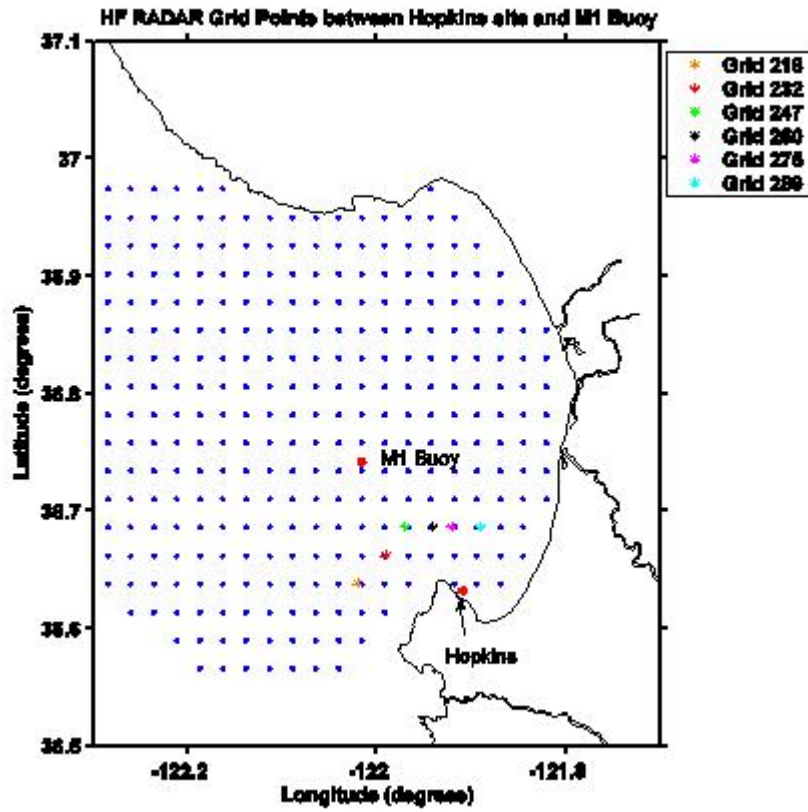 HF RADAR Grid Points between Hopkins site and M1 Buoy
37.1
37
36.9
36.8
36.7
36.6
36.5
Latitude (degrees)
-122.2
-122
-121.8
Longitude (degrees)
M1 Buoy
Hopkins
Grid 218
Grid 232
Grid 247
Grid 260
Grid 275
Grid 289